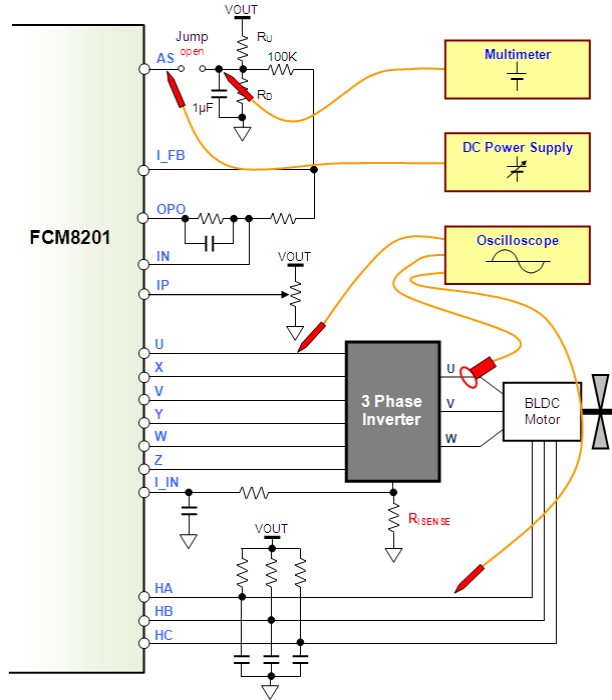 VOUT
Jump
open
AS
RU
100K
RD
1µF
I_FB
OPO
IN
IP
VOUT
FCM8201
Multimeter
DC Power Supply
Oscilloscope
U
X
V
Y
W
Z
I_IN
3 Phase
Inverter
U
V
W
BLDC
Motor
RISENSE
VOUT
HA
HB
HC